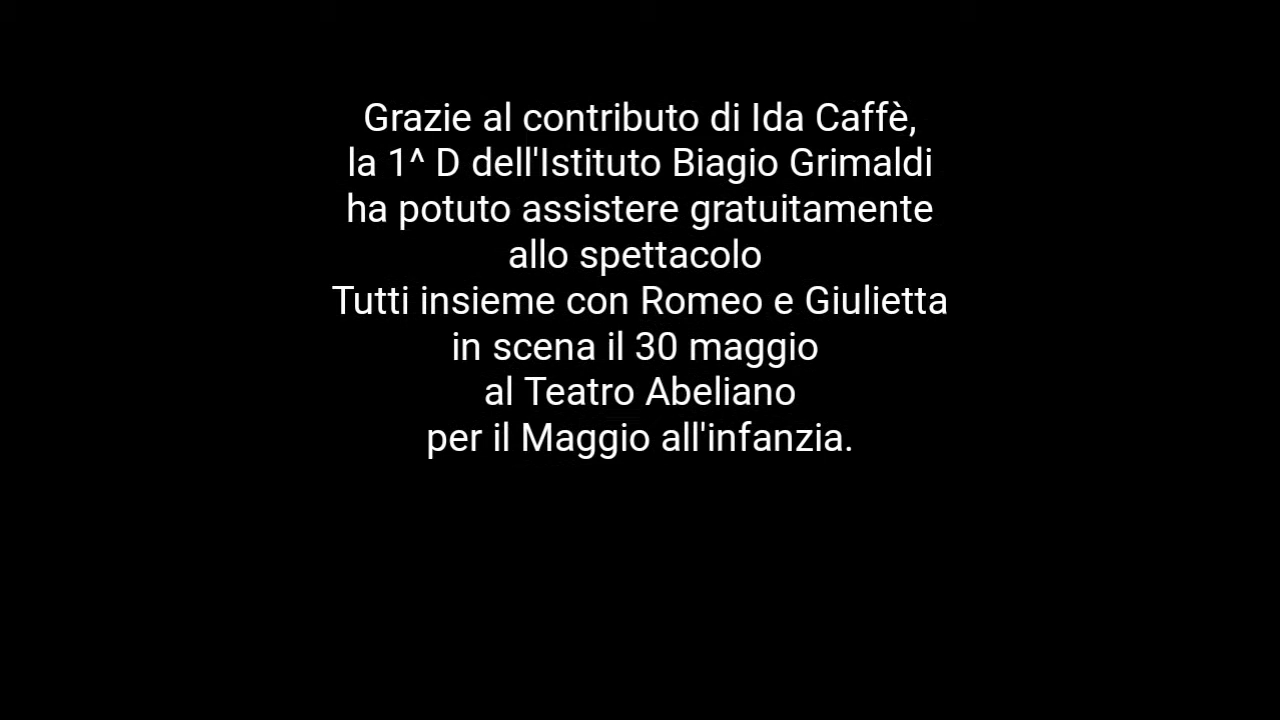 Grazie al contributo di Ida Caffè,
la 1^ D dell'Istituto Biagio Grimaldi
ha potuto assistere gratuitamente
allo spettacolo
Tutti insieme con Romeo e Giulietta
in scena il 30 maggio
al Teatro Abeliano
per il Maggio all'infanzia.